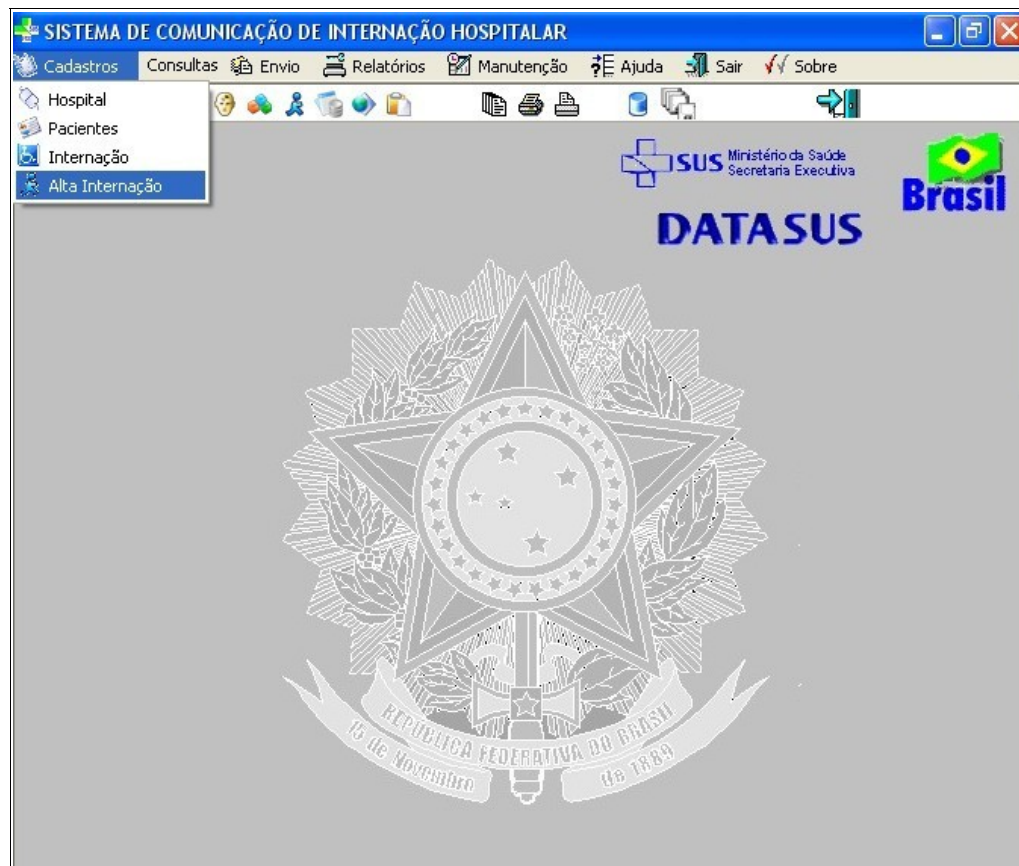 SISTEMA DE COMUNICAÇÃO DE INTERNAÇÃO HOSPITALAR
Cadastros Consultas Envio Relatórios Manutenção Ajuda Sair Sobre
Hospital
Pacientes
Internação
Alta Internação
SUS Ministério da Saúde
Secretaria Executiva
Brasil
DATASUS
REPÚBLICA FEDERATIVA DO BRASIL
15 de Novembro de 1889